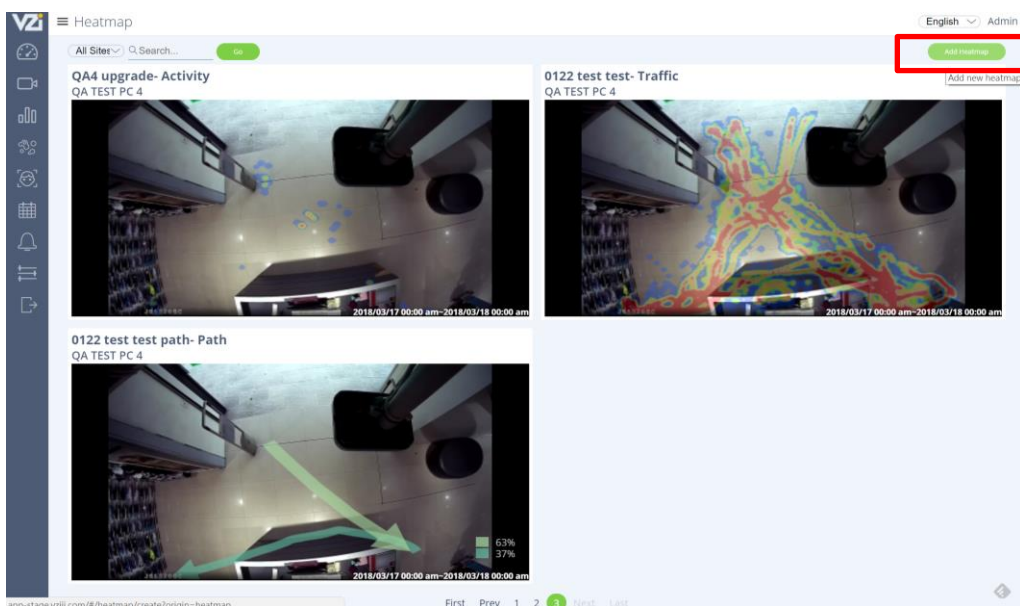 VZi
Heatmap
English
Admin
All Sites
Search...
Go
Add Heatmap
Add new heatmap
QA4 upgrade- Activity
QA TEST PC 4
2018/03/17 00:00 am~2018/03/18 00:00 am
0122 test test- Traffic
QA TEST PC 4
2018/03/17 00:00 am~2018/03/18 00:00 am
0122 test test path- Path
QA TEST PC 4
63%
37%
2018/03/17 00:00 am~2018/03/18 00:00 am
First Prev 1 2 3 Next Last